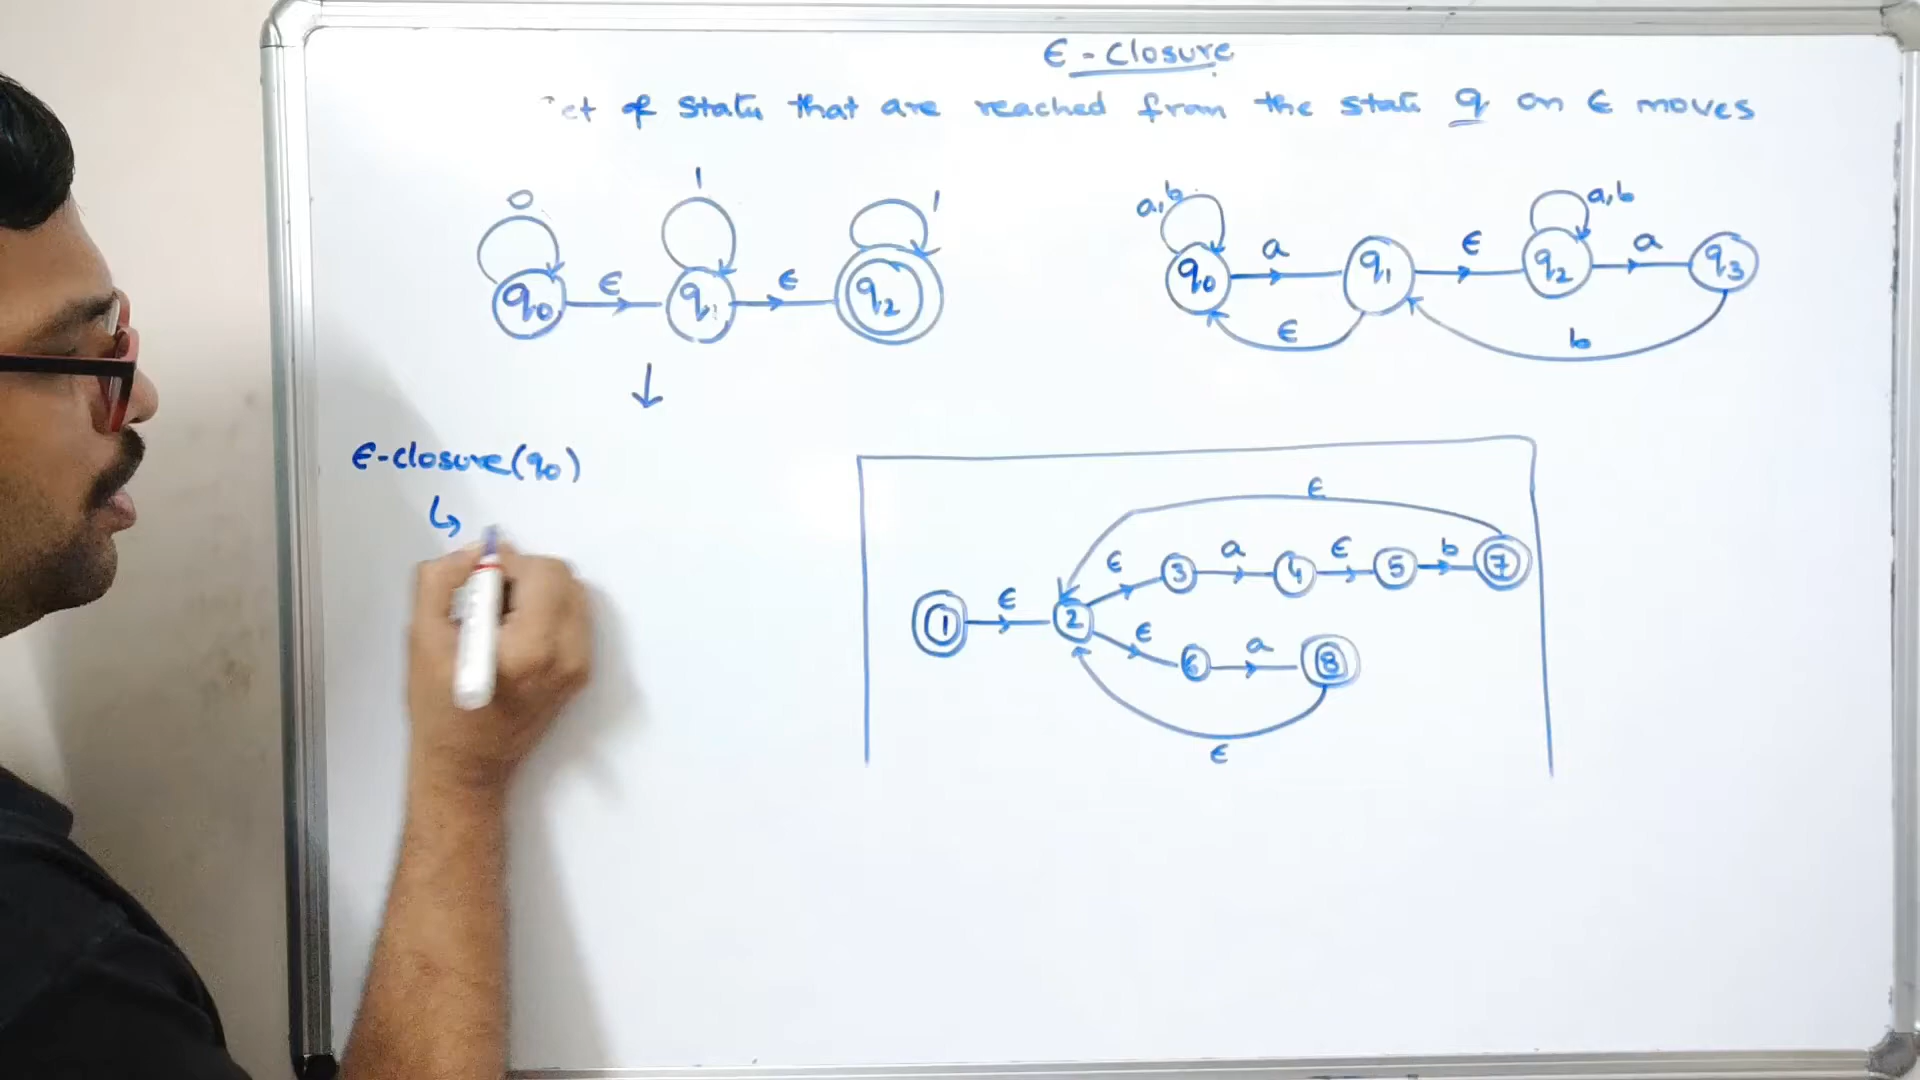 ε - closure
et of states that are reached from the state q on ε moves
0
1
1
q0
ε
q1
ε
q2
a,b
q0
a
q1
ε
q2
a,b
a
q3
ε
b
ε-closure(q0)
ε
1
ε
2
ε
3
a
4
ε
5
b
7
ε
6
a
8
ε